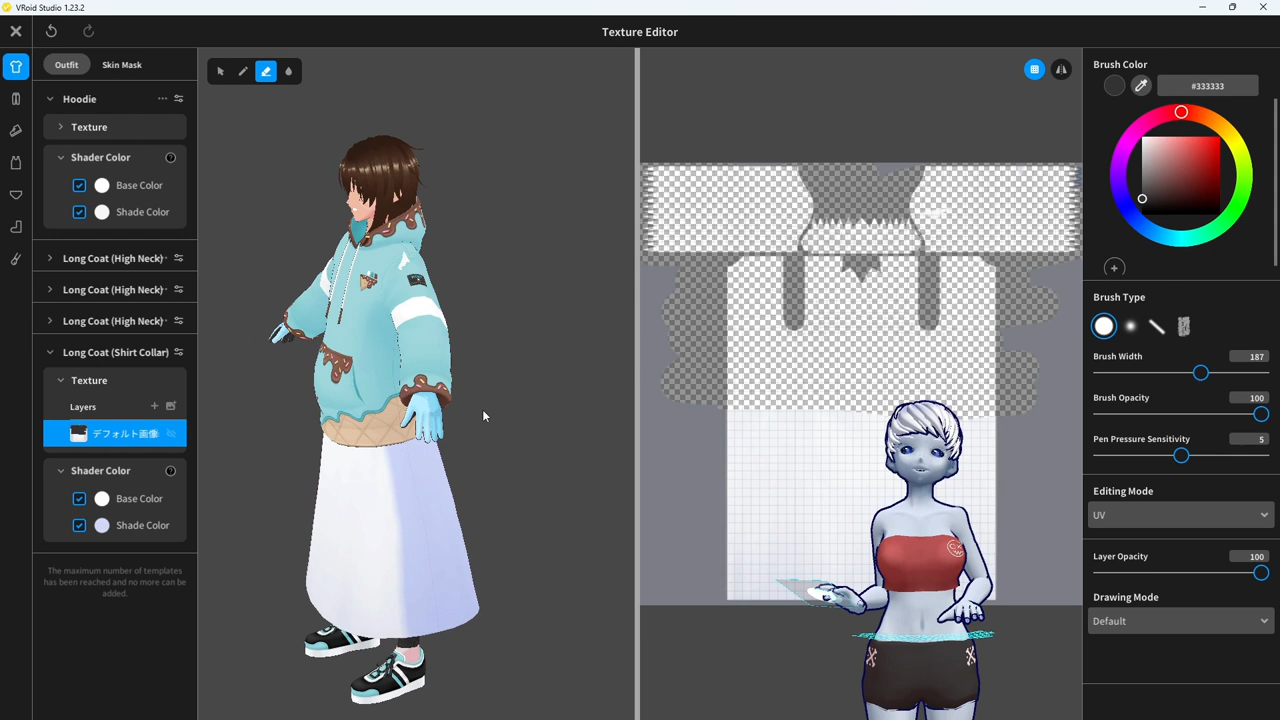 VRoid Studio 1.23.2
Texture Editor
Outfit
Skin Mask
Hoodie
Texture
Shader Color
Base Color
Shade Color
Long Coat (High Neck)
Long Coat (High Neck)
Long Coat (High Neck)
Long Coat (Shirt Collar)
Texture
Layers
デフォルト画像
Shader Color
Base Color
Shade Color
The maximum number of templates
has been reached and no more can be
added.
Brush Color
#333333
Brush Type
Brush Width
187
Brush Opacity
100
Pen Pressure Sensitivity
5
Editing Mode
UV
Layer Opacity
100
Drawing Mode
Default